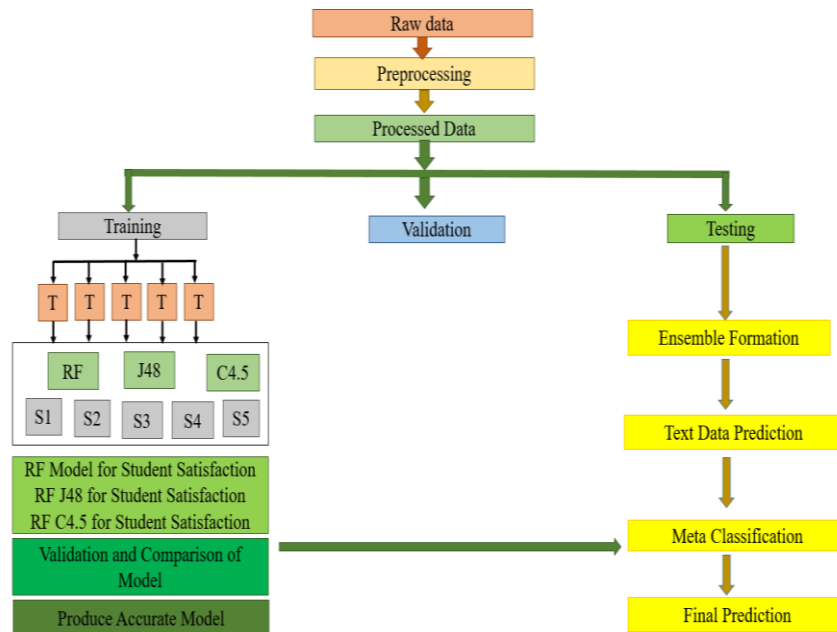 Raw data
Preprocessing
Processed Data
Training
Validation
Testing
T T T T T
RF J48 C4.5
S1 S2 S3 S4 S5
RF Model for Student Satisfaction
RF J48 for Student Satisfaction
RF C4.5 for Student Satisfaction
Validation and Comparison of
Model
Produce Accurate Model
Ensemble Formation
Text Data Prediction
Meta Classification
Final Prediction